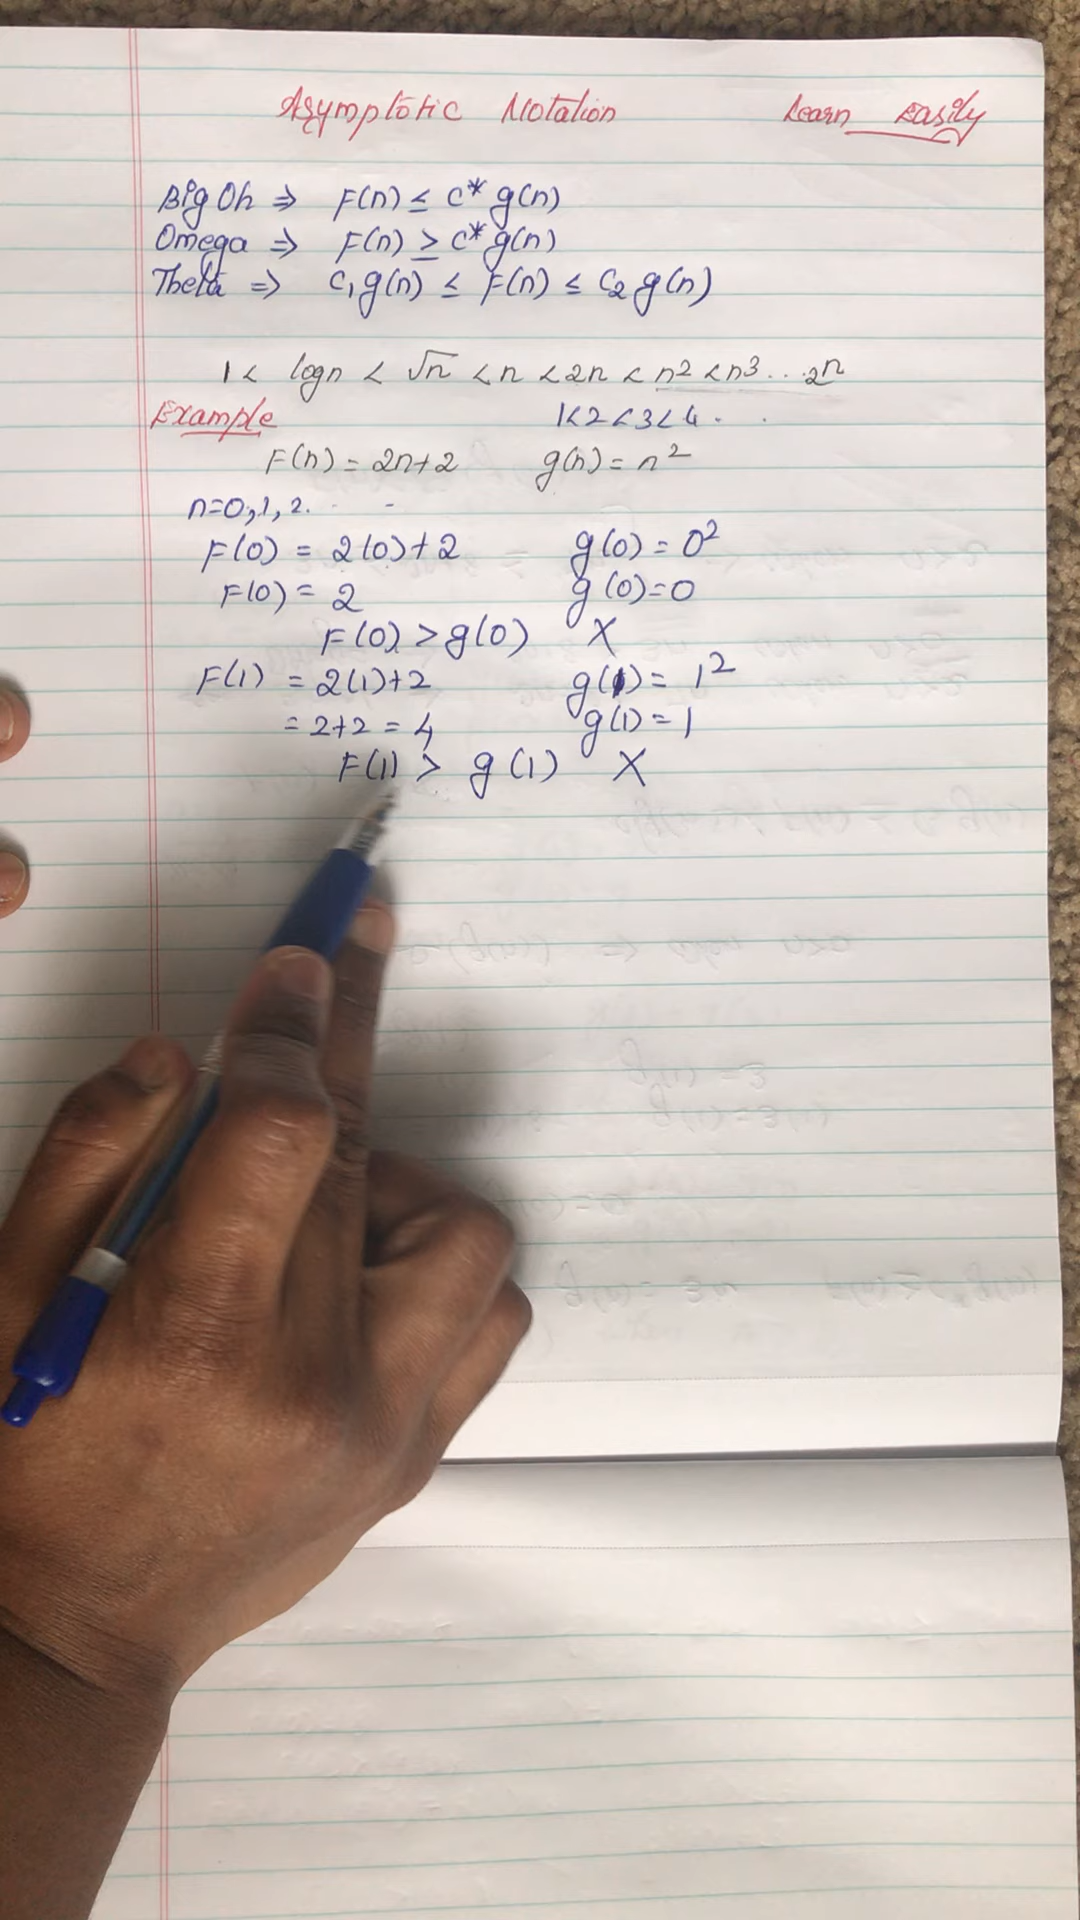 Asymptotic Notation Learn Easily
Big Oh ⇒ F(n) ≤ c* g(n)
Omega ⇒ F(n) ≥ c* g(n)
Theta ⇒ C₁g(n) ≤ F(n) ≤ C₂ g(n)
1 < logn < √n < n < 2n < n² < n³ . . . 2ⁿ
Example 1<2<3<4 . .
F(n) = 2n+2 g(n) = n²
n=0,1,2. . -
F(0) = 2(0)+2 g(0) = 0²
F(0) = 2 g(0)=0
F(0) > g(0) X
F(1) = 2(1)+2 g(1) = 1²
= 2+2 = 4 g(1) = 1
F(1) > g(1) X